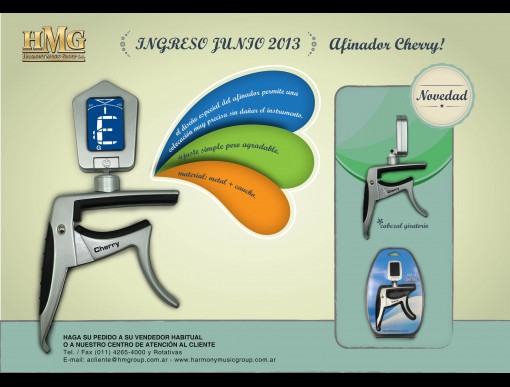 HMG
INGRESO JUNIO 2013
Afinador Cherry!
Novedad
E
G
el diseño especial del afinador permite una
colocación muy precisa sin dañar el instrumento.
ajuste simple pero agradable.
material: metal + caucho.
Cherry
*cabezal giratorio
HAGA SU PEDIDO A SU VENDEDOR HABITUAL
O A NUESTRO CENTRO DE ATENCIÓN AL CLIENTE
Tel. / Fax (011) 4265-4000 y Rotativas
E-mail: acliente@hmgroup.com.ar - www.harmonymusicgroup.com.ar